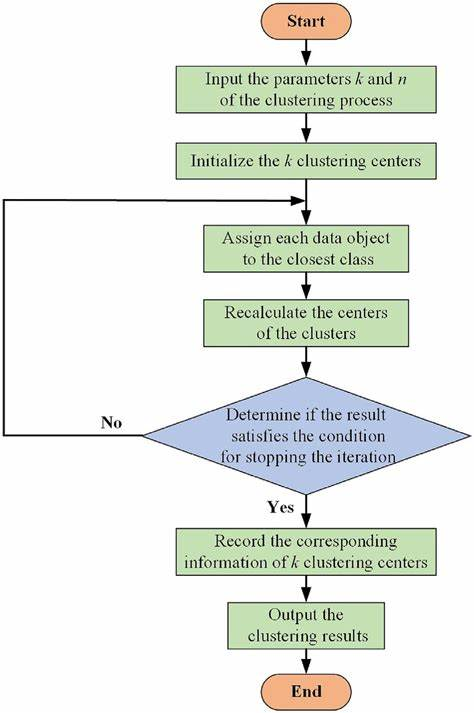 Start
Input the parameters k and n
of the clustering process
Initialize the k clustering centers
Assign each data object
to the closest class
Recalculate the centers
of the clusters
Determine if the result
satisfies the condition
for stopping the iteration
No
Yes
Record the corresponding
information of k clustering centers
Output the
clustering results
End